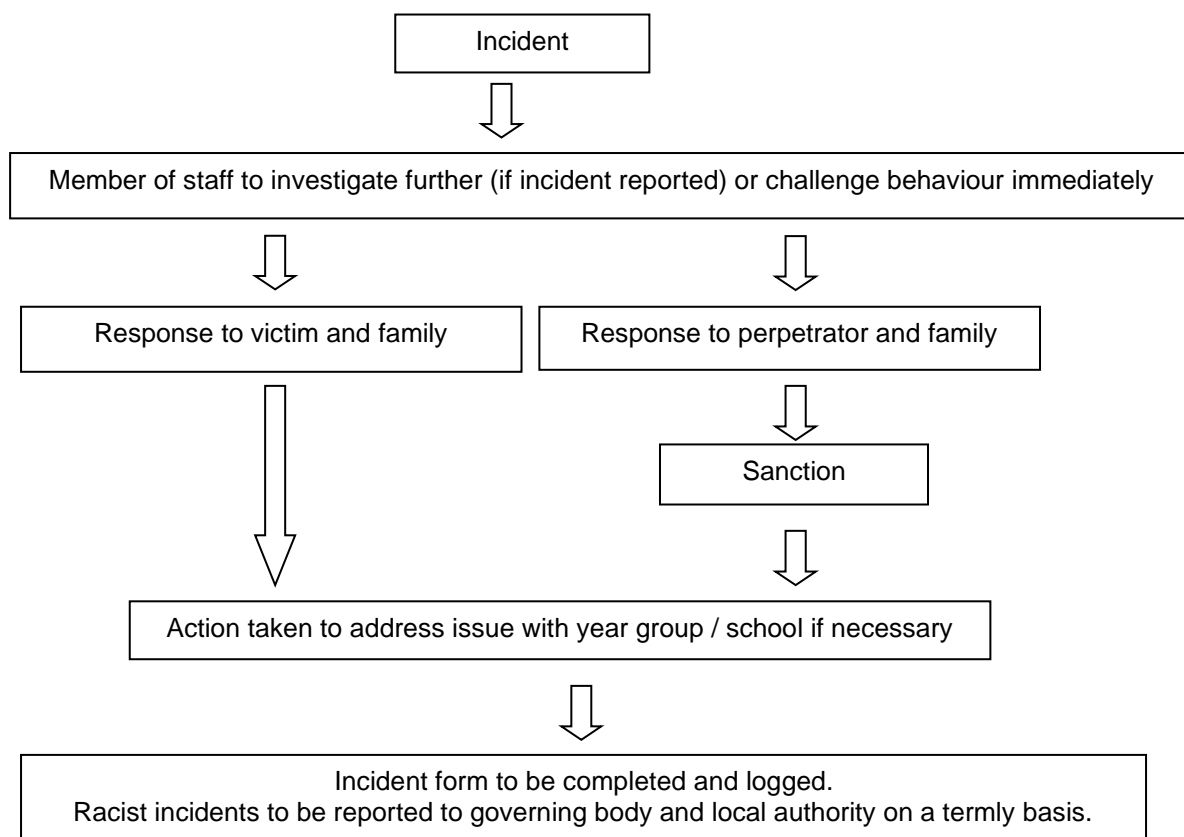 Incident
Member of staff to investigate further (if incident reported) or challenge behaviour immediately
Response to victim and family
Response to perpetrator and family
Sanction
Action taken to address issue with year group / school if necessary
Incident form to be completed and logged.
Racist incidents to be reported to governing body and local authority on a termly basis.